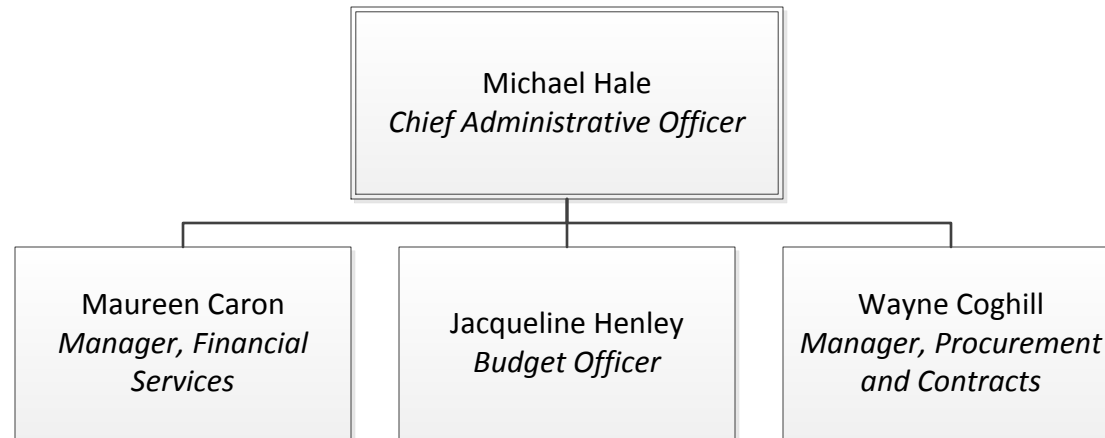 Michael Hale
Chief Administrative Officer
Maureen Caron
Manager, Financial
Services
Jacqueline Henley
Budget Officer
Wayne Coghill
Manager, Procurement
and Contracts